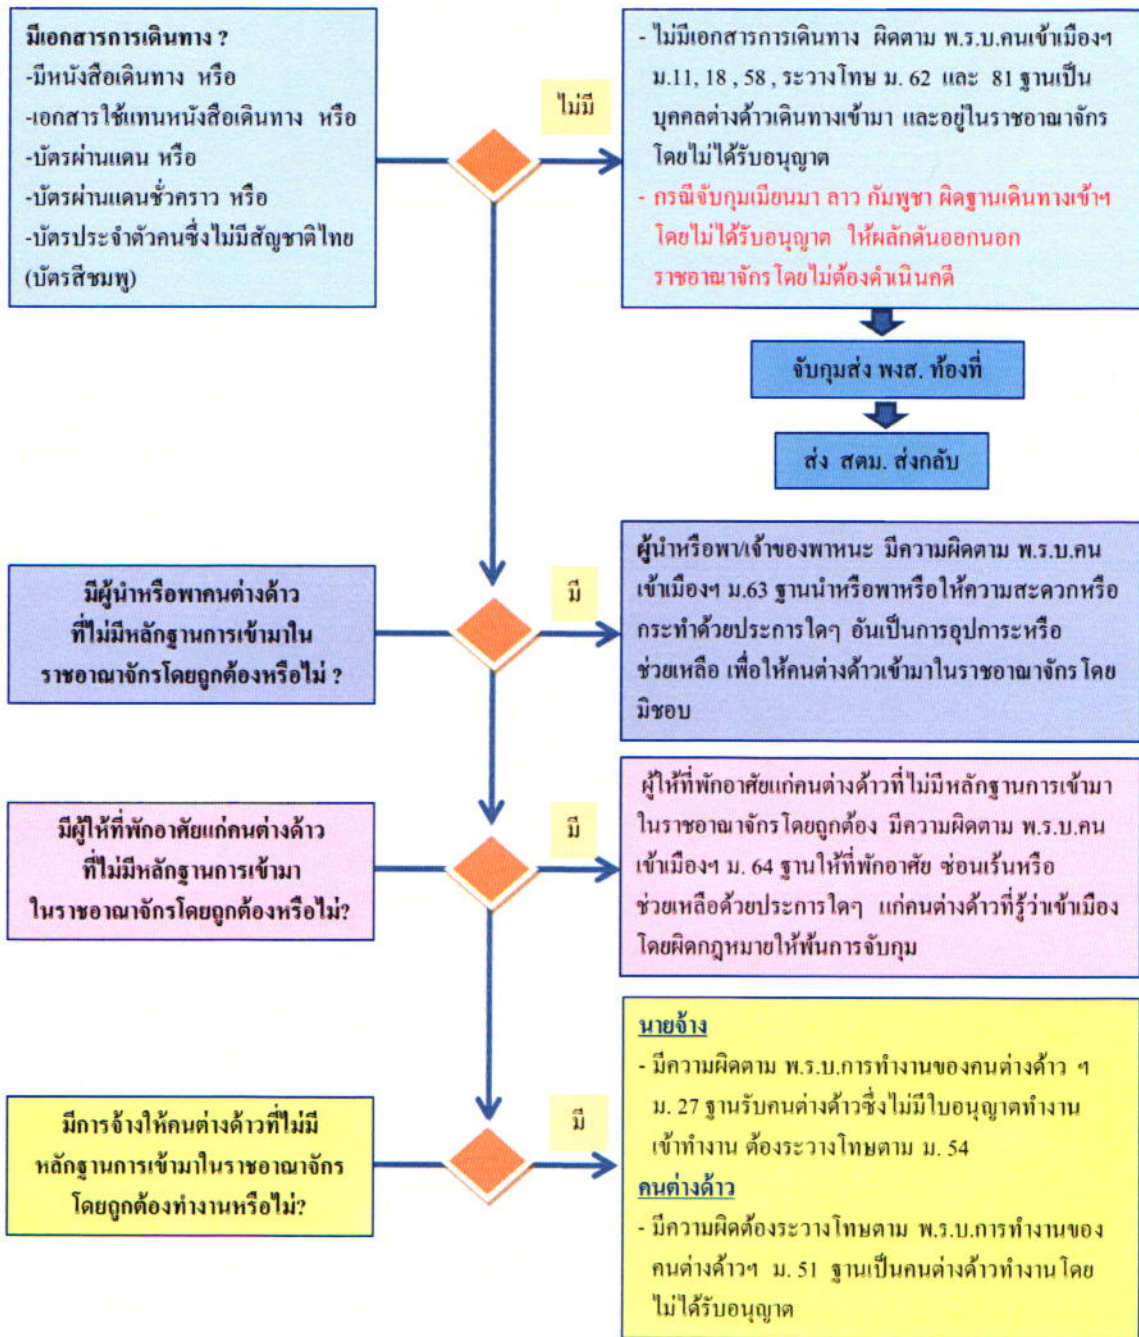 มีเอกสารการเดินทาง ?
-มีหนังสือเดินทาง หรือ
-เอกสารใช้แทนหนังสือเดินทาง หรือ
-บัตรผ่านแดน หรือ
-บัตรผ่านแดนชั่วคราว หรือ
-บัตรประจำตัวคนซึ่งไม่มีสัญชาติไทย
(บัตรสีชมพู)
ไม่มี
- ไม่มีเอกสารการเดินทาง ผิดตาม พ.ร.บ.คนเข้าเมืองฯ
ม.11, 18 , 58 , ระวางโทษ ม. 62 และ 81 ฐานเป็น
บุคคลต่างด้าวเดินทางเข้ามา และอยู่ในราชอาณาจักร
โดยไม่ได้รับอนุญาต
- กรณีจับกุมเมียนมา ลาว กัมพูชา ผิดฐานเดินทางเข้าฯ
โดยไม่ได้รับอนุญาต ให้ผลักดันออกนอก
ราชอาณาจักรโดยไม่ต้องดำเนินคดี
จับกุมส่ง พงส. ท้องที่
ส่ง สตม. ส่งกลับ
มีผู้นำหรือพาคนต่างด้าว
ที่ไม่มีหลักฐานการเข้ามาใน
ราชอาณาจักรโดยถูกต้องหรือไม่ ?
มี
ผู้นำหรือพา/เจ้าของพาหนะ มีความผิดตาม พ.ร.บ.คน
เข้าเมืองฯ ม.63 ฐานนำหรือพาหรือให้ความสะดวกหรือ
กระทำด้วยประการใดๆ อันเป็นการอุปการะหรือ
ช่วยเหลือ เพื่อให้คนต่างด้าวเข้ามาในราชอาณาจักรโดย
มิชอบ
มีผู้ให้ที่พักอาศัยแก่คนต่างด้าว
ที่ไม่มีหลักฐานการเข้ามา
ในราชอาณาจักรโดยถูกต้องหรือไม่?
มี
ผู้ให้ที่พักอาศัยแก่คนต่างด้าวที่ไม่มีหลักฐานการเข้ามา
ในราชอาณาจักรโดยถูกต้อง มีความผิดตาม พ.ร.บ.คน
เข้าเมืองฯ ม. 64 ฐานให้ที่พักอาศัย ซ่อนเร้นหรือ
ช่วยเหลือด้วยประการใดๆ แก่คนต่างด้าวที่รู้ว่าเข้าเมือง
โดยผิดกฎหมายให้พ้นการจับกุม
มีการจ้างให้คนต่างด้าวที่ไม่มี
หลักฐานการเข้ามาในราชอาณาจักร
โดยถูกต้องทำงานหรือไม่?
มี
นายจ้าง
- มีความผิดตาม พ.ร.บ.การทำงานของคนต่างด้าว ฯ
ม. 27 ฐานรับคนต่างด้าวซึ่งไม่มีใบอนุญาตทำงาน
เข้าทำงาน ต้องระวางโทษตาม ม. 54
คนต่างด้าว
- มีความผิดต้องระวางโทษตาม พ.ร.บ.การทำงานของ
คนต่างด้าวฯ ม. 51 ฐานเป็นคนต่างด้าวทำงานโดย
ไม่ได้รับอนุญาต